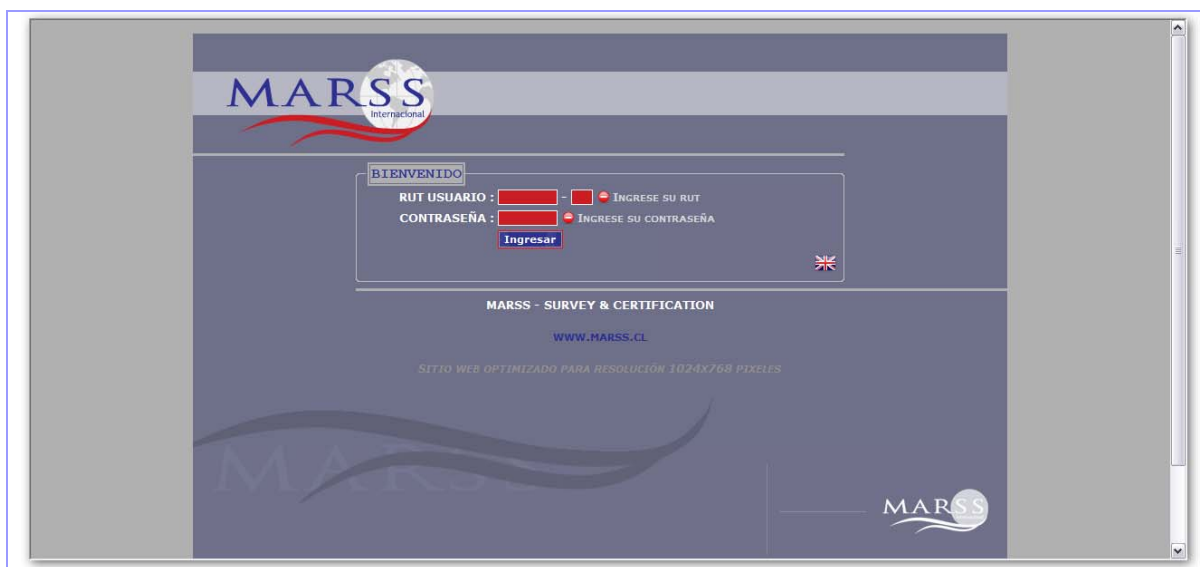 MARSS
Internacional
BIENVENIDO
RUT USUARIO : - INGRESE SU RUT
CONTRASEÑA : INGRESE SU CONTRASEÑA
Ingresar
MARSS - SURVEY & CERTIFICATION
WWW.MARSS.CL
SITIO WEB OPTIMIZADO PARA RESOLUCIÓN 1024X768 PIXELES
MARSS
MARSS
Internacional